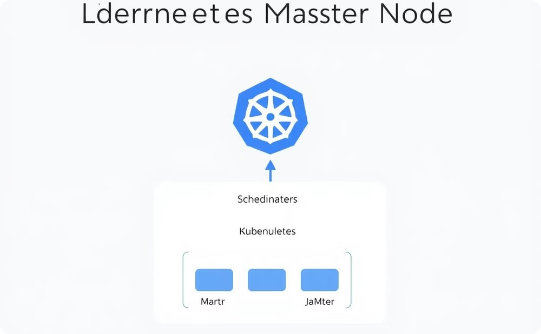 Lderrneetes Masster Node
Schedinaters
Kubenuletes
Martr
JaMter